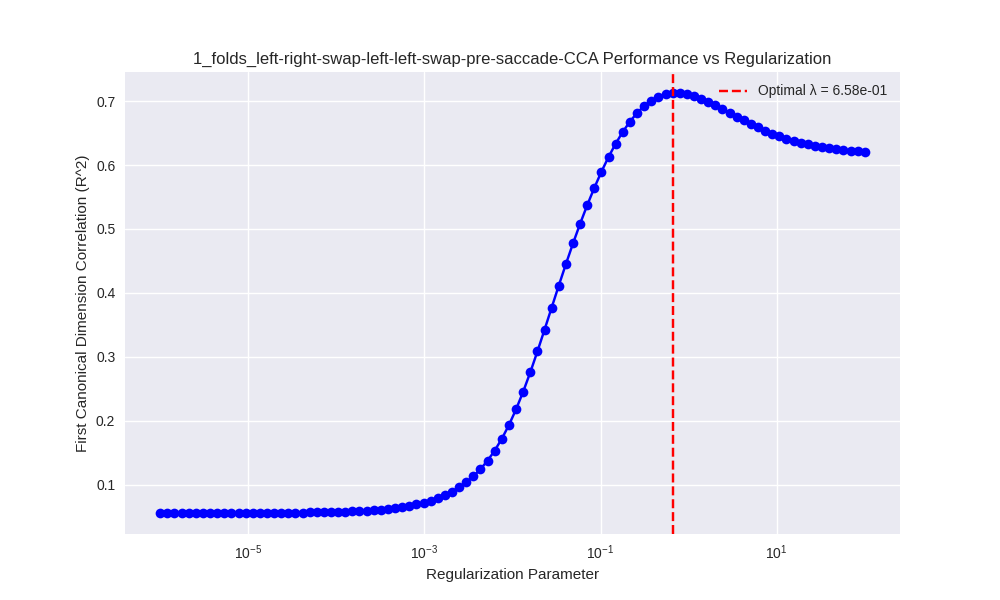 1_folds_left-right-swap-left-left-swap-pre-saccade-CCA Performance vs Regularization
Optimal λ = 6.58e-01
First Canonical Dimension Correlation (R^2)
0.7
0.6
0.5
0.4
0.3
0.2
0.1
10⁻⁵ 10⁻³ 10⁻¹ 10¹
Regularization Parameter